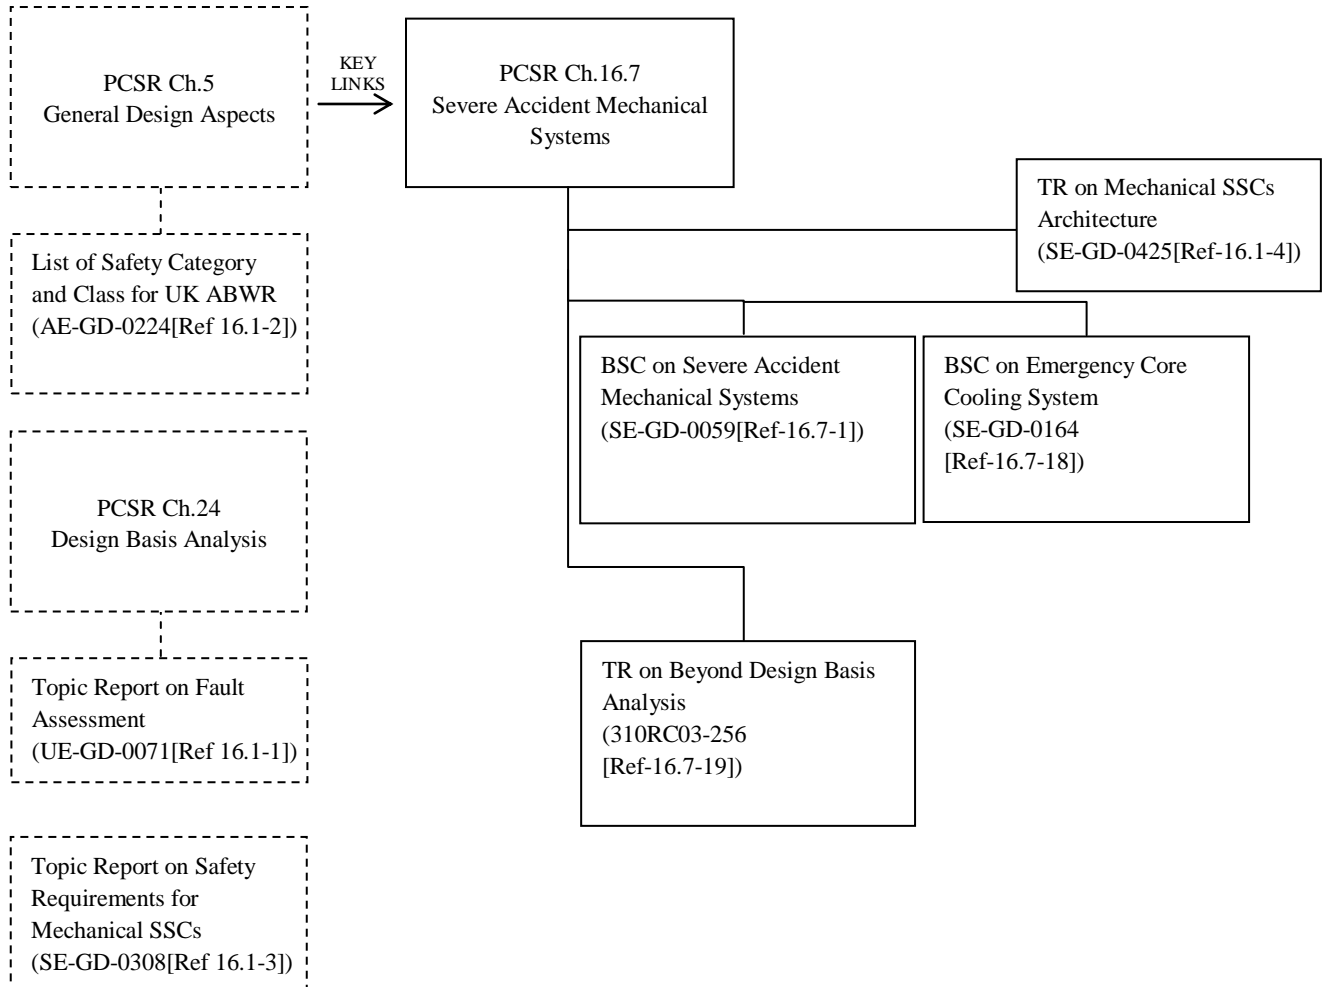 PCSR Ch.5
General Design Aspects
KEY
LINKS
PCSR Ch.16.7
Severe Accident Mechanical
Systems
TR on Mechanical SSCs
Architecture
(SE-GD-0425[Ref-16.1-4])
List of Safety Category
and Class for UK ABWR
(AE-GD-0224[Ref 16.1-2])
BSC on Severe Accident
Mechanical Systems
(SE-GD-0059[Ref-16.7-1])
BSC on Emergency Core
Cooling System
(SE-GD-0164
[Ref-16.7-18])
PCSR Ch.24
Design Basis Analysis
Topic Report on Fault
Assessment
(UE-GD-0071[Ref 16.1-1])
TR on Beyond Design Basis
Analysis
(310RC03-256
[Ref-16.7-19])
Topic Report on Safety
Requirements for
Mechanical SSCs
(SE-GD-0308[Ref 16.1-3])